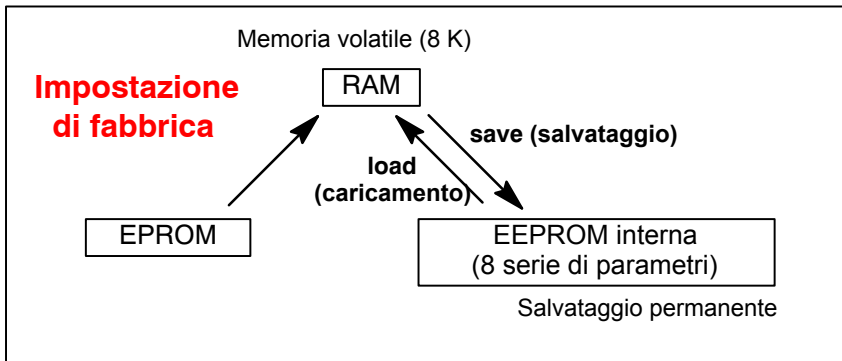 Memoria volatile (8 K)
Impostazione
di fabbrica
RAM
save (salvataggio)
load
(caricamento)
EPROM
EEPROM interna
(8 serie di parametri)
Salvataggio permanente